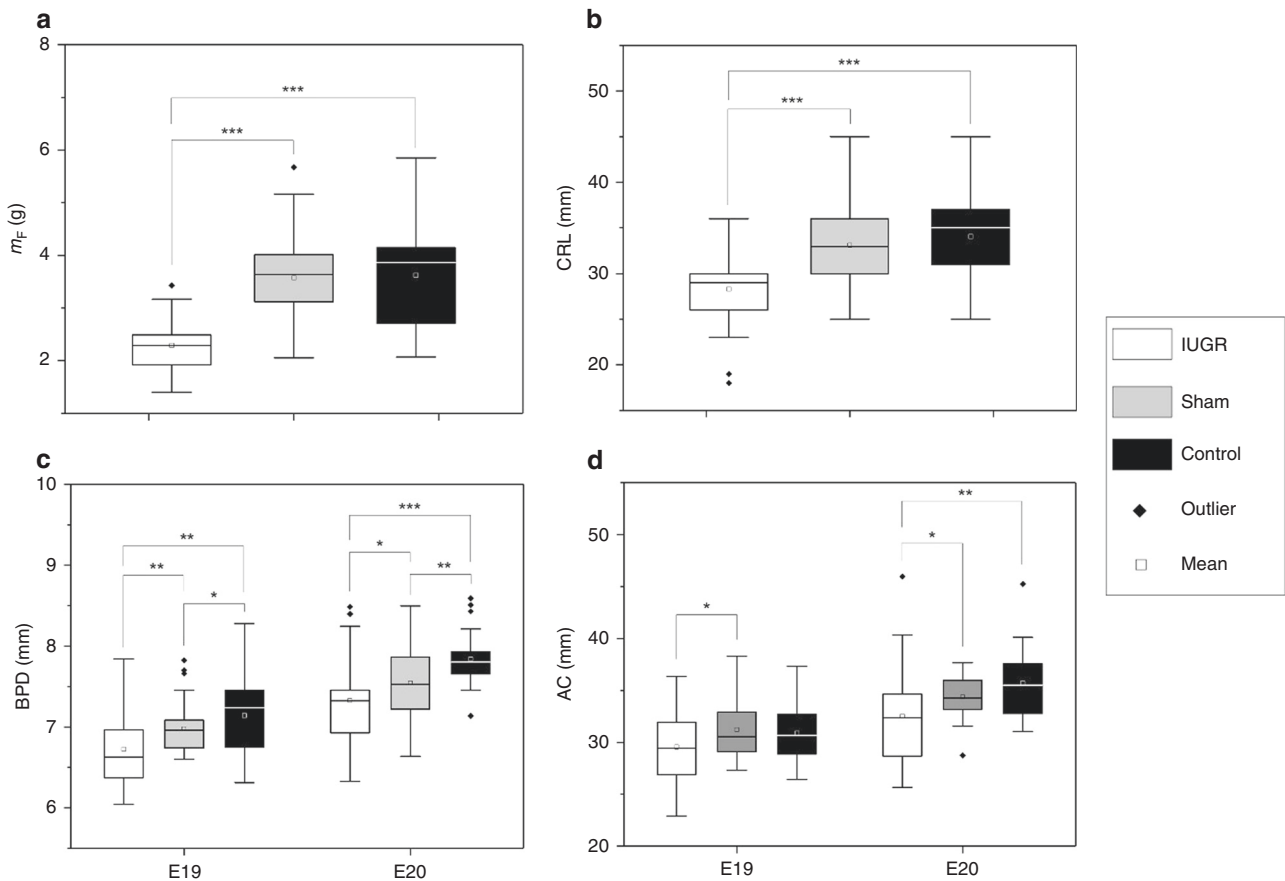 a
8
6
4
2
m_F (g)
***
***
b
50
40
30
20
CRL (mm)
***
***
c
10
9
8
7
6
BPD (mm)
**
**
*
***
*
**
E19
E20
d
50
40
30
20
AC (mm)
*
**
*
E19
E20
IUGR
Sham
Control
Outlier
Mean